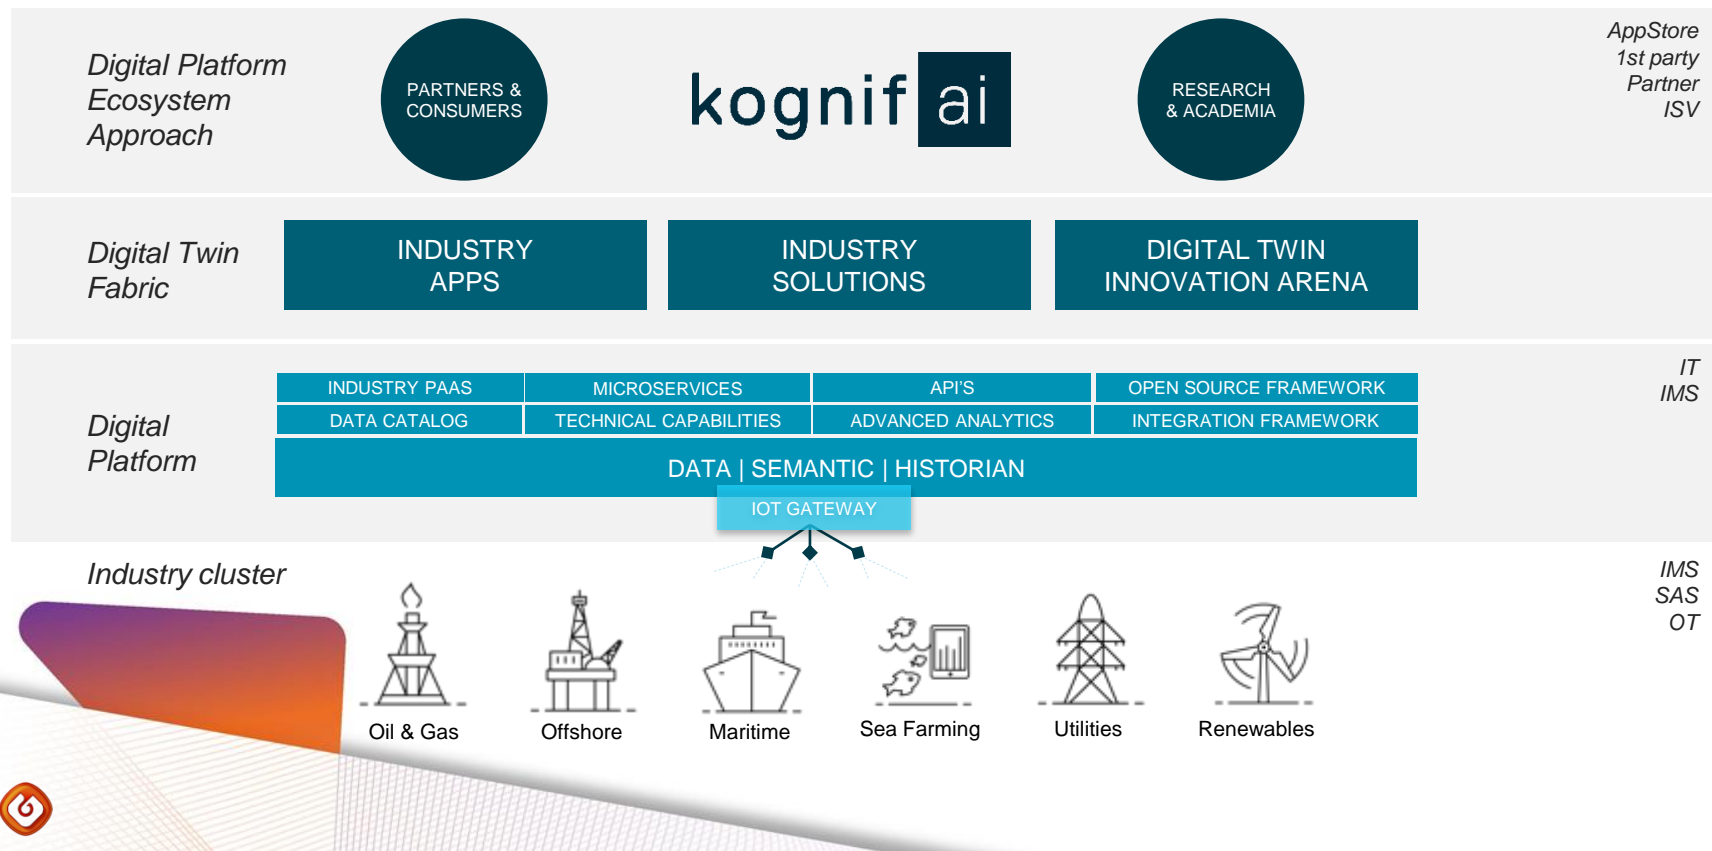 Digital Platform
Ecosystem
Approach
PARTNERS &
CONSUMERS
kognifai
RESEARCH
& ACADEMIA
AppStore
1st party
Partner
ISV
Digital Twin
Fabric
INDUSTRY
APPS
INDUSTRY
SOLUTIONS
DIGITAL TWIN
INNOVATION ARENA
Digital
Platform
INDUSTRY PAAS
MICROSERVICES
API'S
OPEN SOURCE FRAMEWORK
DATA CATALOG
TECHNICAL CAPABILITIES
ADVANCED ANALYTICS
INTEGRATION FRAMEWORK
DATA | SEMANTIC | HISTORIAN
IOT GATEWAY
IT
IMS
Industry cluster
IMS
SAS
OT
Oil & Gas
Offshore
Maritime
Sea Farming
Utilities
Renewables